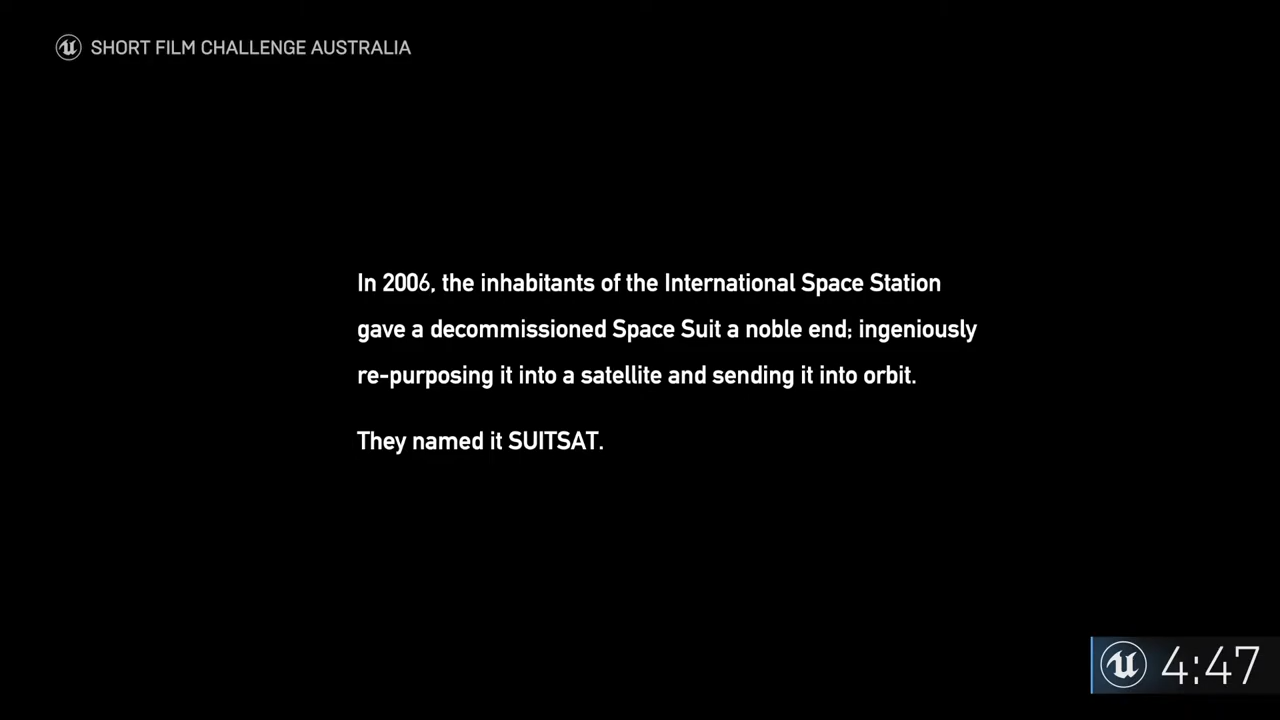 SHORT FILM CHALLENGE AUSTRALIA
In 2006, the inhabitants of the International Space Station
gave a decommissioned Space Suit a noble end; ingeniously
re-purposing it into a satellite and sending it into orbit.
They named it SUITSAT.
4:47